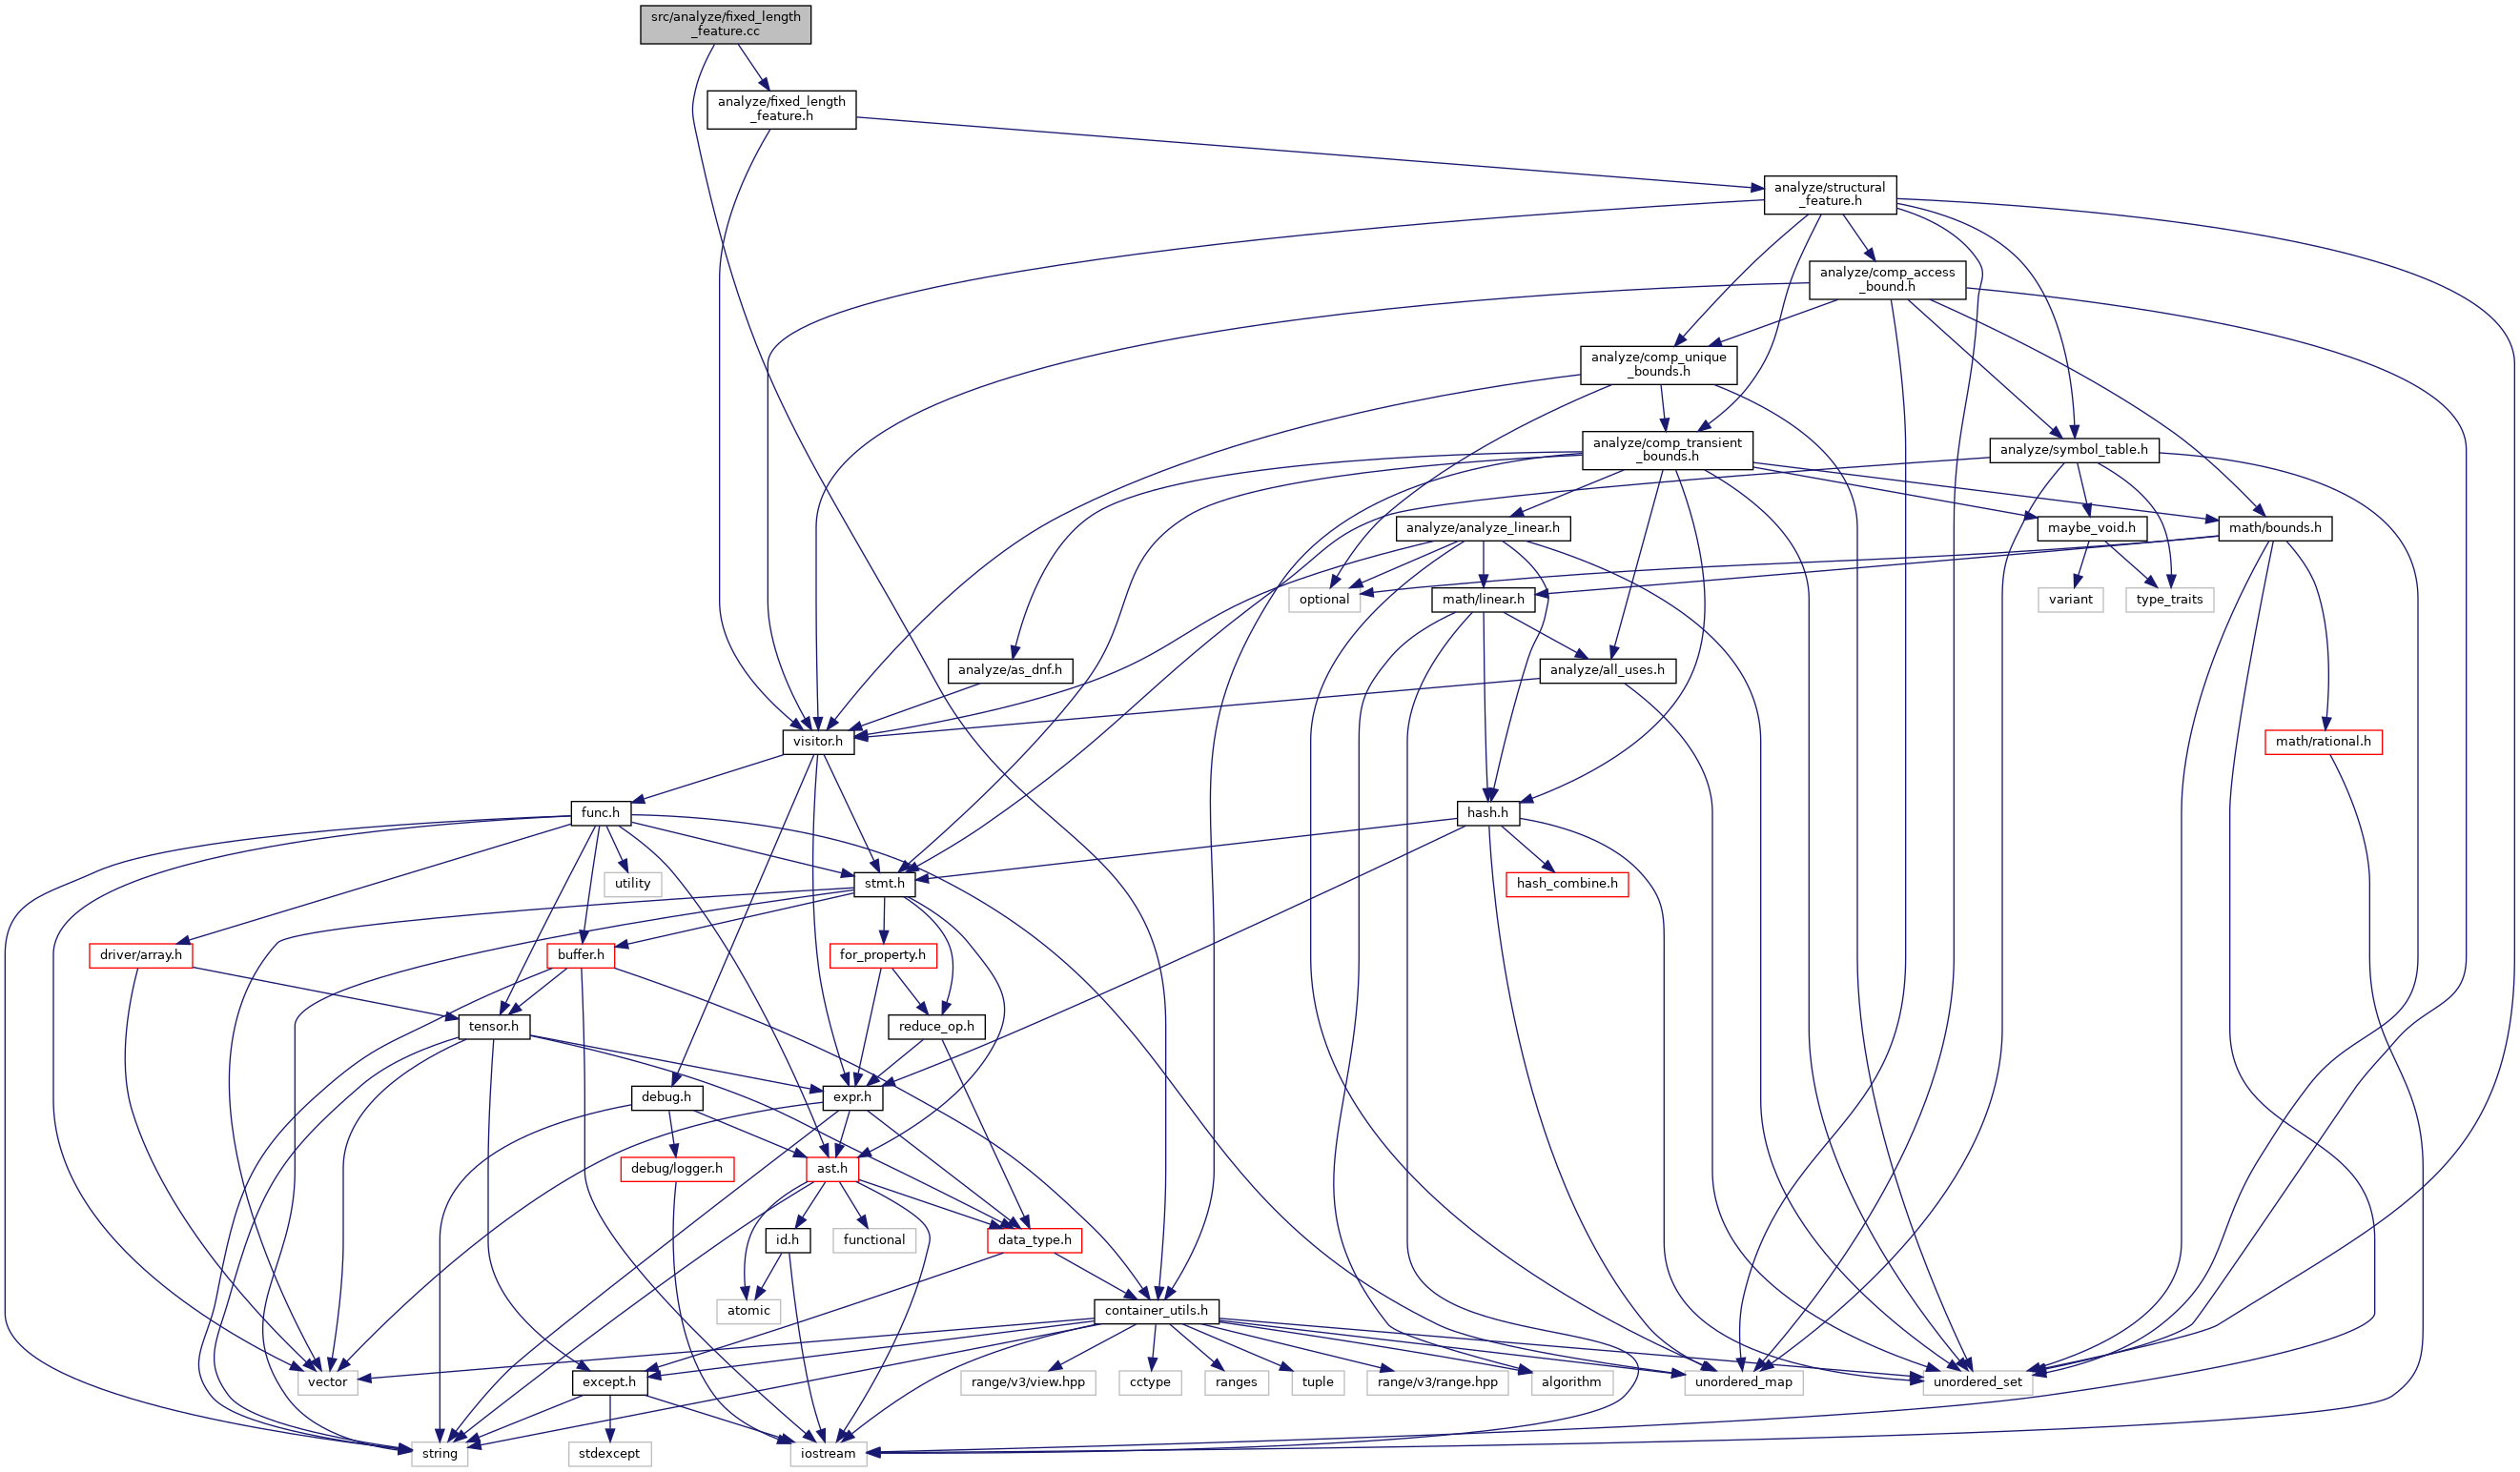 src/analyze/fixed_length
_feature.cc
analyze/fixed_length
_feature.h
analyze/structural
_feature.h
analyze/comp_access
_bound.h
analyze/comp_unique
_bounds.h
analyze/comp_transient
_bounds.h
analyze/symbol_table.h
analyze/analyze_linear.h
maybe_void.h
math/bounds.h
optional
math/linear.h
variant
type_traits
analyze/as_dnf.h
analyze/all_uses.h
visitor.h
math/rational.h
func.h
hash.h
utility
stmt.h
hash_combine.h
driver/array.h
buffer.h
for_property.h
tensor.h
reduce_op.h
debug.h
expr.h
debug/logger.h
ast.h
id.h
functional
data_type.h
atomic
container_utils.h
vector
except.h
range/v3/view.hpp
cctype
ranges
tuple
range/v3/range.hpp
algorithm
unordered_map
unordered_set
string
stdexcept
iostream